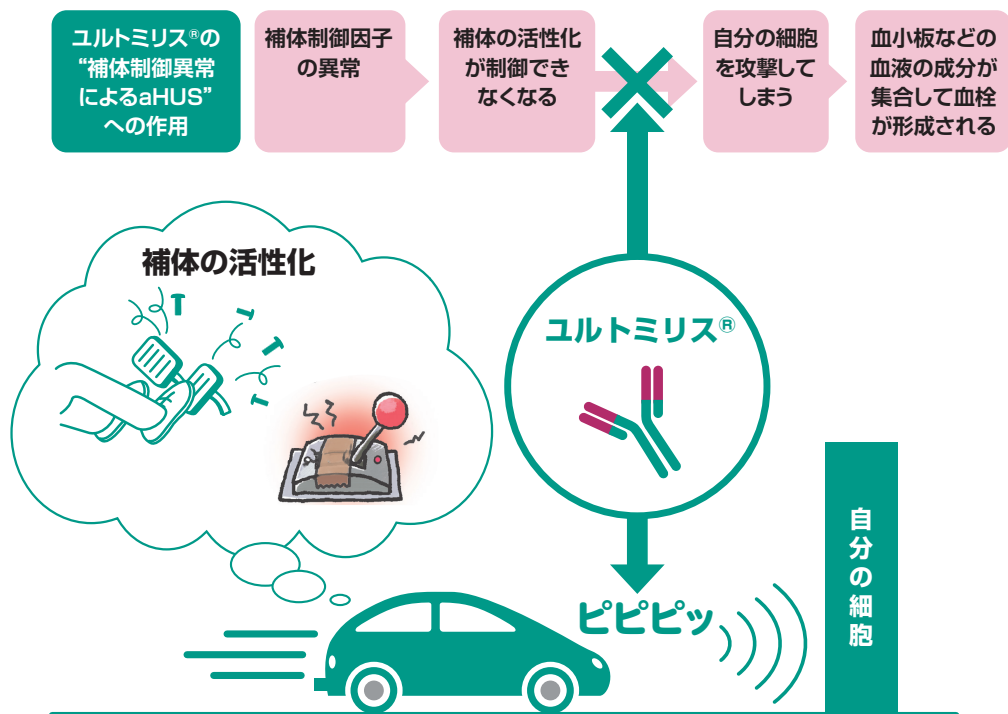 ユルトミリス®の
“補体制御異常
によるaHUS”
への作用
補体制御因子
の異常
補体の活性化
が制御でき
なくなる
自分の細胞
を攻撃して
しまう
血小板などの
血液の成分が
集合して血栓
が形成される
補体の活性化
ユルトミリス®
ピピピッ
自分の細胞